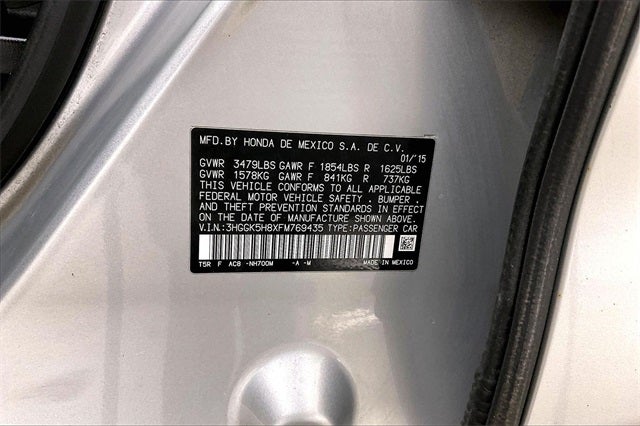 MFD.BY HONDA DE MEXICO S.A. DE C.V.
01/'15
GVWR 3479LBS GAWR F 1854LBS R 1625LBS
GVWR 1578KG GAWR F 841KG R 737KG
THIS VEHICLE CONFORMS TO ALL APPLICABLE
FEDERAL MOTOR VEHICLE SAFETY , BUMPER ,
AND THEFT PREVENTION STANDARDS IN EFFECT
ON THE DATE OF MANUFACTURE SHOWN ABOVE.
V.I.N.:3HGGK5H8XFM769435 TYPE:PASSENGER CAR
T5R F AC8 -NH700M -A -M MADE IN MEXICO